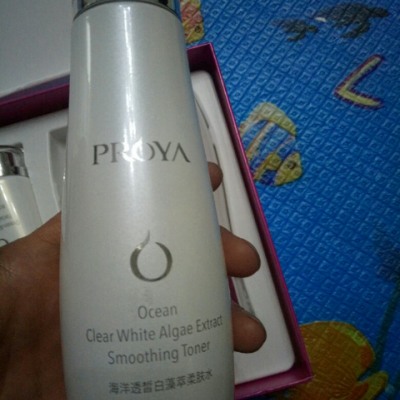 PROYA
Ocean
Clear White Algae Extract
Smoothing Toner
海洋透皙白藻萃柔肤水